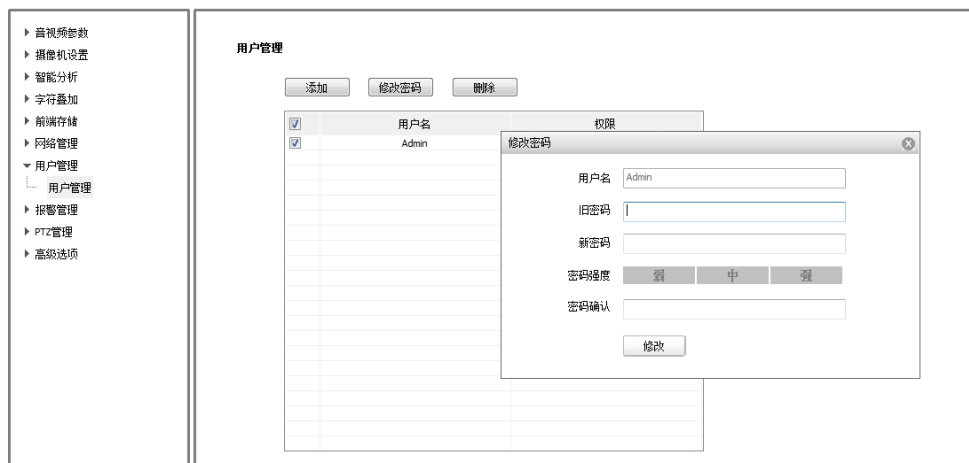 音视频参数
摄像机设置
智能分析
字符叠加
前端存储
网络管理
用户管理
用户管理
报警管理
PTZ管理
高级选项
用户管理
添加 修改密码 删除
用户名 权限
Admin
修改密码
用户名 Admin
旧密码
新密码
密码强度 弱 中 强
密码确认
修改